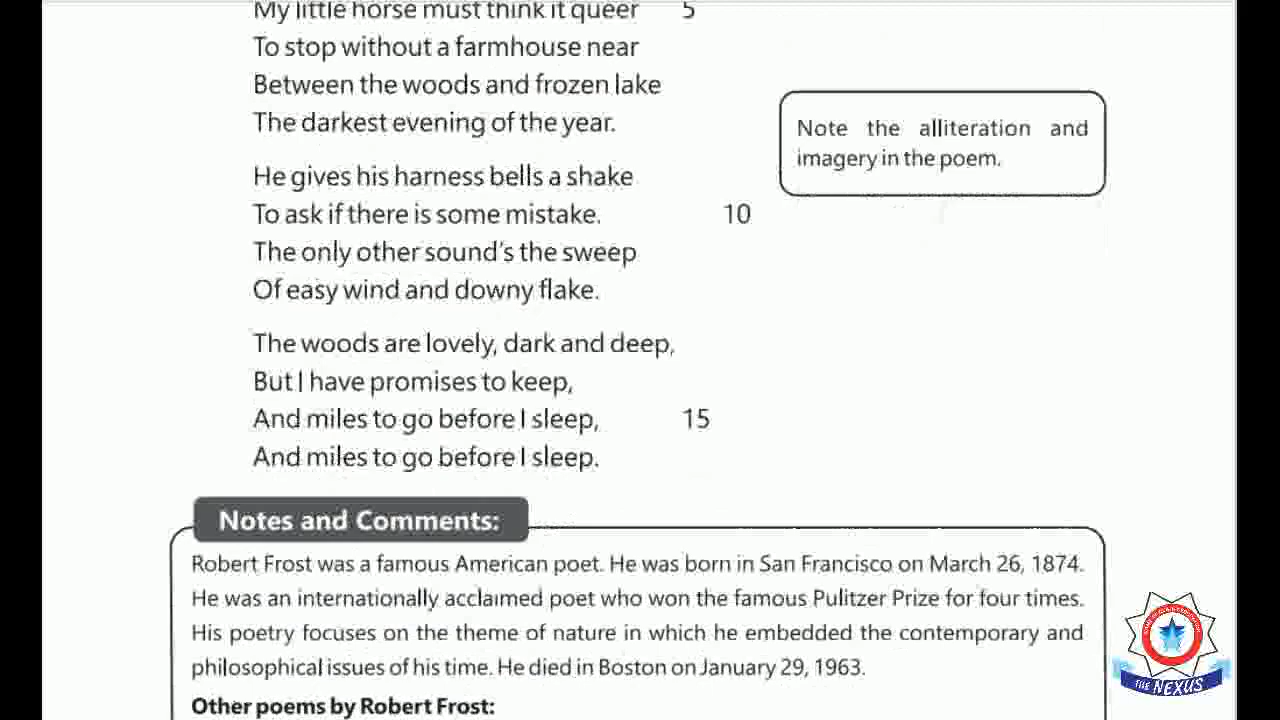 My little horse must think it queer 5
To stop without a farmhouse near
Between the woods and frozen lake
The darkest evening of the year.
Note the alliteration and
imagery in the poem.
He gives his harness bells a shake
To ask if there is some mistake. 10
The only other sound's the sweep
Of easy wind and downy flake.
The woods are lovely, dark and deep,
But I have promises to keep,
And miles to go before I sleep, 15
And miles to go before I sleep.
Notes and Comments:
Robert Frost was a famous American poet. He was born in San Francisco on March 26, 1874.
He was an internationally acclaimed poet who won the famous Pulitzer Prize for four times.
His poetry focuses on the theme of nature in which he embedded the contemporary and
philosophical issues of his time. He died in Boston on January 29, 1963.
Other poems by Robert Frost:
THE NEXUS